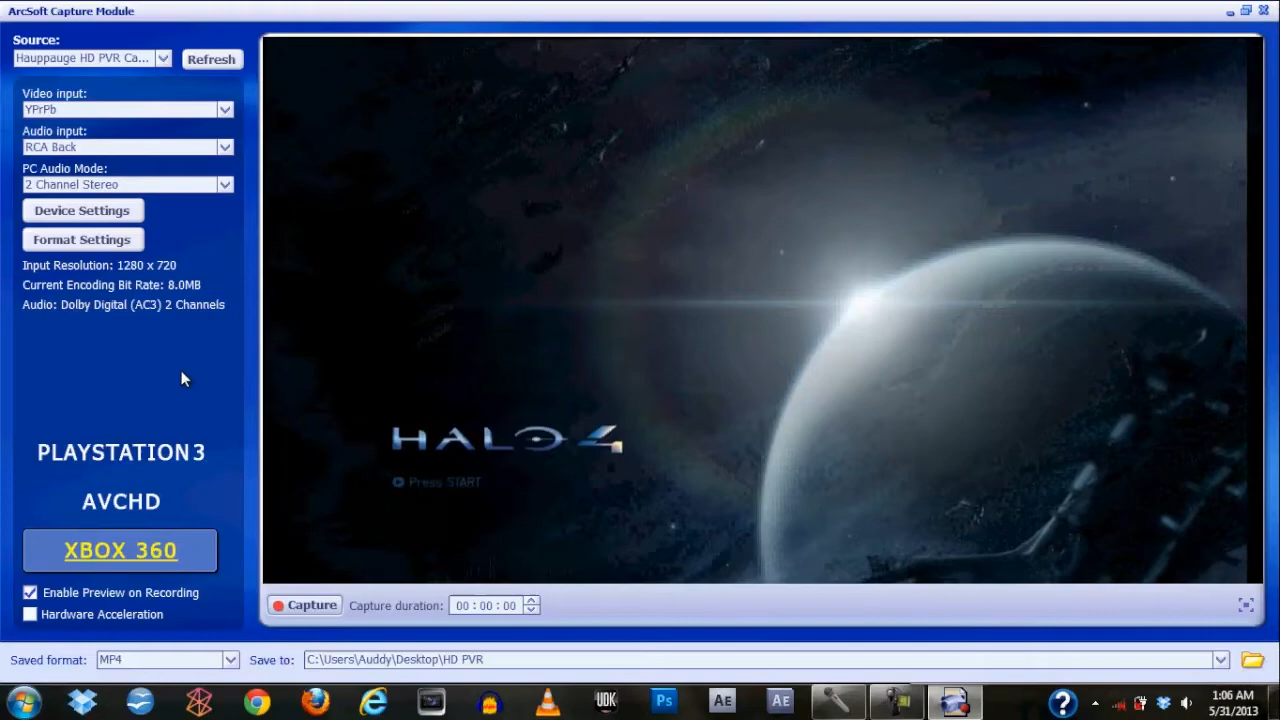 ArcSoft Capture Module
Source:
Hauppauge HD PVR Ca...
Refresh
Video input:
YPrPb
Audio input:
RCA Back
PC Audio Mode:
2 Channel Stereo
Device Settings
Format Settings
Input Resolution: 1280 x 720
Current Encoding Bit Rate: 8.0MB
Audio: Dolby Digital (AC3) 2 Channels
PLAYSTATION3
AVCHD
XBOX 360
Enable Preview on Recording
Hardware Acceleration
HALO 4
Press START
Capture
Capture duration: 00 : 00 : 00
Saved format: MP4
Save to: C:\Users\Auddy\Desktop\HD PVR
UDK
Ps
AE
AE
?
1:06 AM
5/31/2013